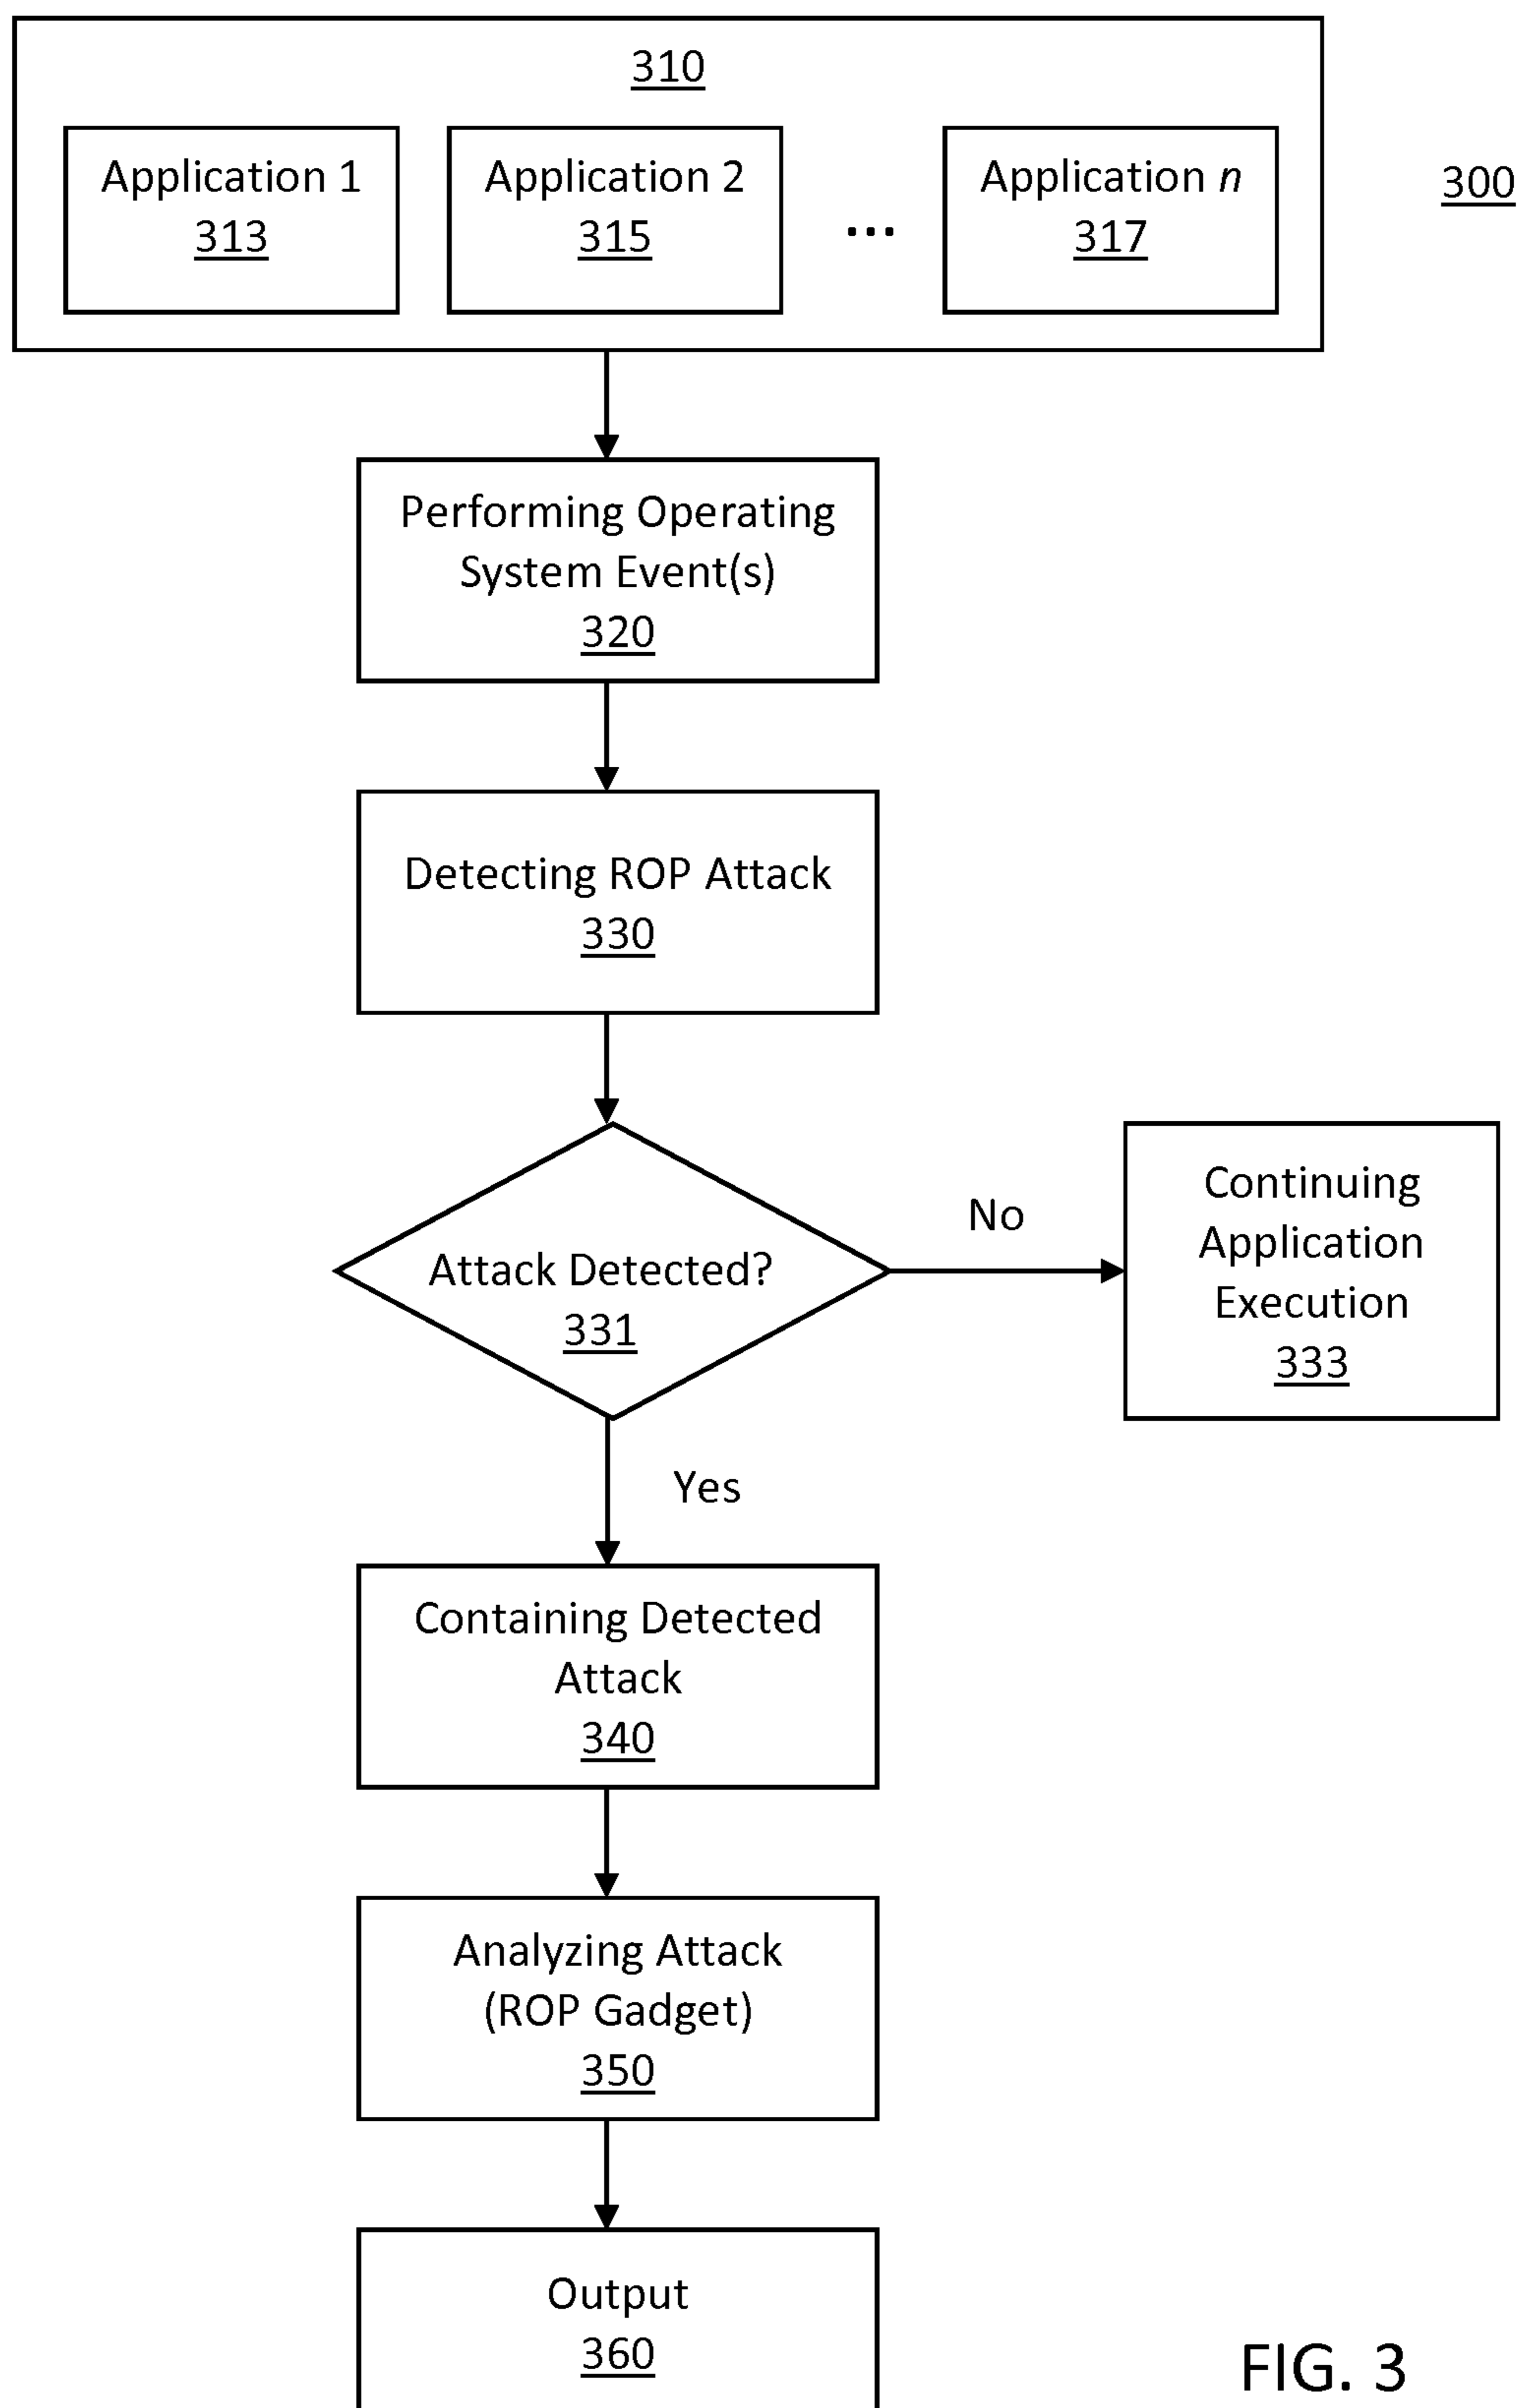 310
Application 1
313
Application 2
315
...
Application n
317
300
Performing Operating
System Event(s)
320
Detecting ROP Attack
330
Attack Detected?
331
No
Continuing
Application
Execution
333
Yes
Containing Detected
Attack
340
Analyzing Attack
(ROP Gadget)
350
Output
360
FIG. 3